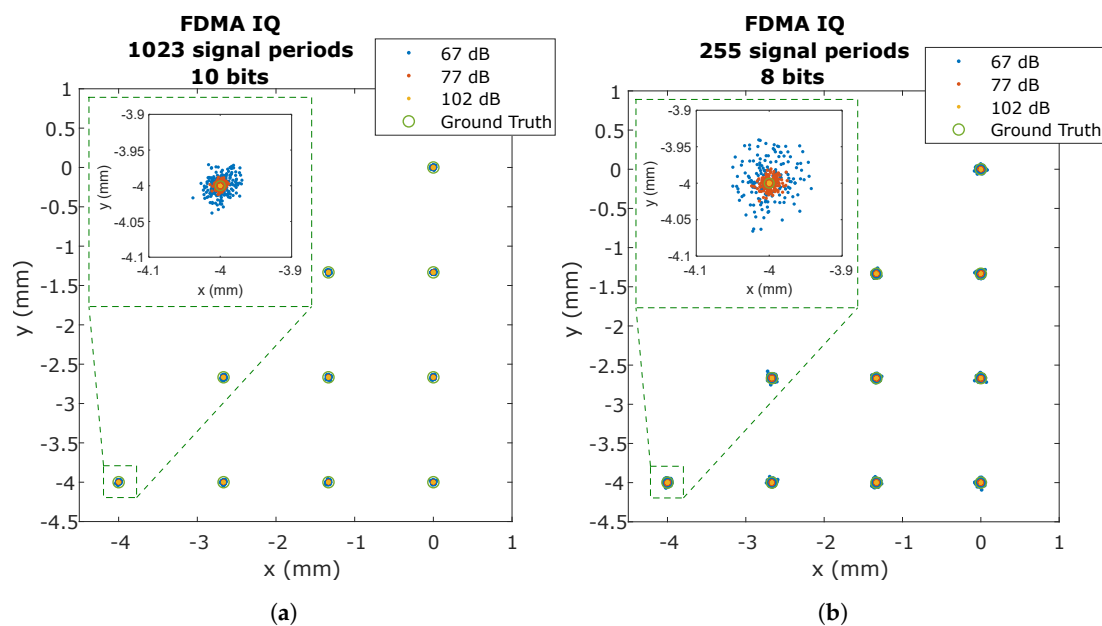 FDMA IQ
1023 signal periods
10 bits
67 dB
77 dB
102 dB
Ground Truth
1
0.5
0
-0.5
-1
-1.5
-2
-2.5
-3
-3.5
-4
-4.5
y (mm)
-4
-3
-2
-1
0
1
x (mm)
-3.9
-3.95
-4
-4.05
-4.1
y (mm)
-4.1
-4
-3.9
x (mm)
(a)
FDMA IQ
255 signal periods
8 bits
67 dB
77 dB
102 dB
Ground Truth
1
0.5
0
-0.5
-1
-1.5
-2
-2.5
-3
-3.5
-4
-4.5
y (mm)
-4
-3
-2
-1
0
1
x (mm)
-3.9
-3.95
-4
-4.05
-4.1
y (mm)
-4.1
-4
-3.9
x (mm)
(b)